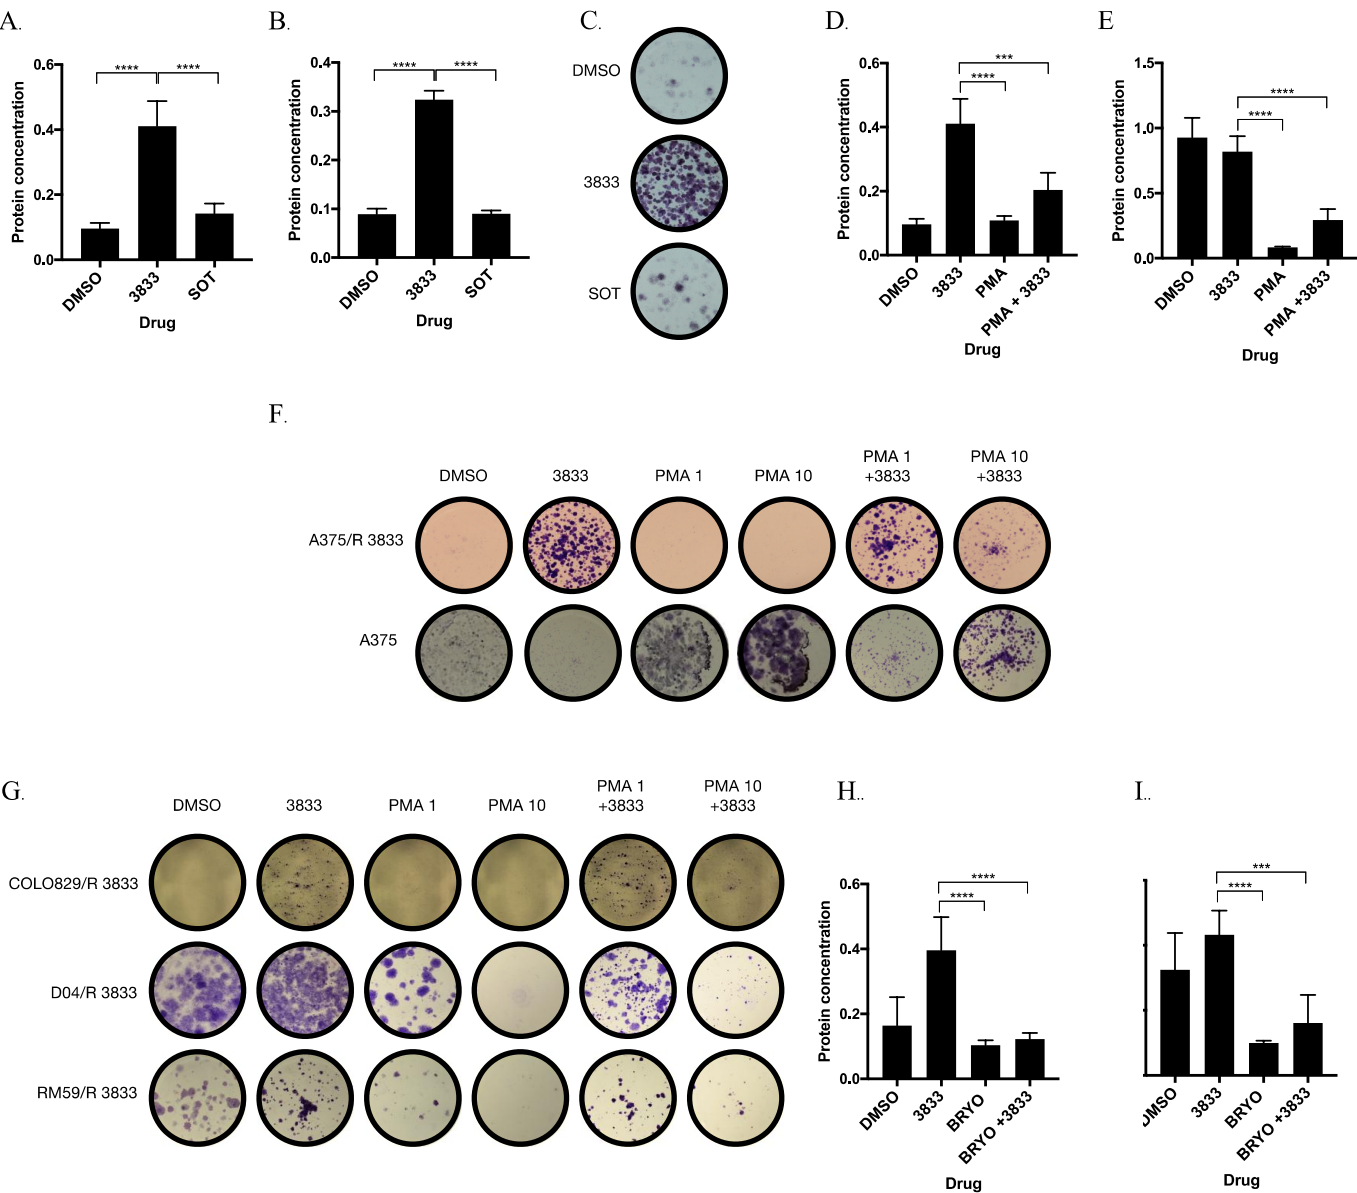 A.
B.
C.
D.
E
Protein concentration
0.6
0.4
0.2
0.0
**** ****
DMSO
3833
SOT
Drug
Protein concentration
0.4
0.3
0.2
0.1
0.0
**** ****
DMSO
3833
SOT
Drug
DMSO
3833
SOT
Protein concentration
0.6
0.4
0.2
0.0
***
****
DMSO
3833
PMA
PMA + 3833
Drug
Protein concentration
1.5
1.0
0.5
0.0
****
****
DMSO
3833
PMA
PMA +3833
Drug
F.
DMSO
3833
PMA 1
PMA 10
PMA 1
+3833
PMA 10
+3833
A375/R 3833
A375
G.
DMSO
3833
PMA 1
PMA 10
PMA 1
+3833
PMA 10
+3833
COLO829/R 3833
D04/R 3833
RM59/R 3833
H..
Protein concentration
0.6
0.4
0.2
0.0
****
****
DMSO
3833
BRYO
BRYO +3833
Drug
I..
***
****
MSO
3833
BRYO
BRYO +3833
Drug